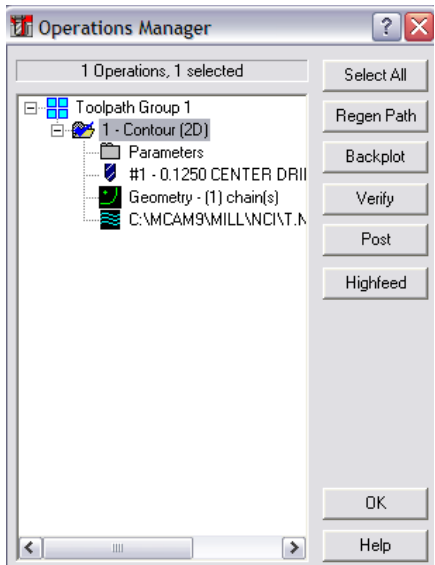 Operations Manager
1 Operations, 1 selected
Select All
Toolpath Group 1
Regen Path
1 - Contour (2D)
Parameters
Backplot
#1 - 0.1250 CENTER DRII
Geometry - (1) chain(s)
Verify
C:\MCAM9\MILL\NCI\T.N
Post
Highfeed
OK
Help